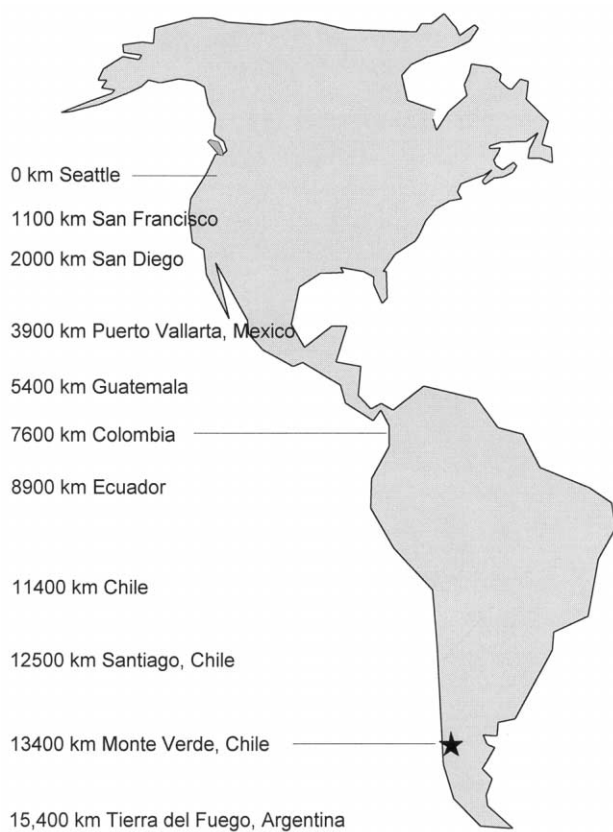 0 km Seattle
1100 km San Francisco
2000 km San Diego
3900 km Puerto Vallarta, Mexico
5400 km Guatemala
7600 km Colombia
8900 km Ecuador
11400 km Chile
12500 km Santiago, Chile
13400 km Monte Verde, Chile
15,400 km Tierra del Fuego, Argentina